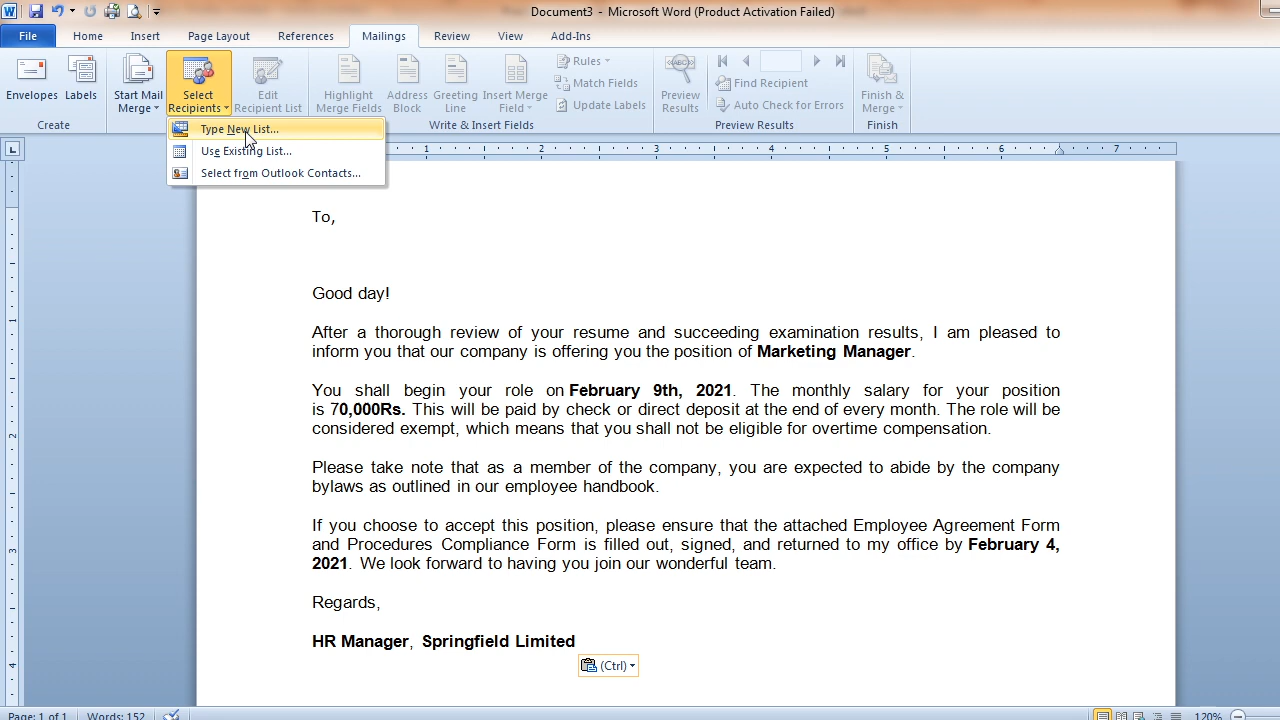 Document3 - Microsoft Word (Product Activation Failed)
File Home Insert Page Layout References Mailings Review View Add-Ins
Envelopes Labels Start Mail Merge Select Recipients Edit Recipient List Highlight Merge Fields Address Block Greeting Line Insert Merge Field Rules Match Fields Update Labels Preview Results Find Recipient Auto Check for Errors Finish & Merge
Create Write & Insert Fields Preview Results Finish
Type New List...
Use Existing List...
Select from Outlook Contacts...
1 2 3 4 5 6 7
To,
Good day!
After a thorough review of your resume and succeeding examination results, I am pleased to
inform you that our company is offering you the position of Marketing Manager.
You shall begin your role on February 9th, 2021. The monthly salary for your position
is 70,000Rs. This will be paid by check or direct deposit at the end of every month. The role will be
considered exempt, which means that you shall not be eligible for overtime compensation.
Please take note that as a member of the company, you are expected to abide by the company
bylaws as outlined in our employee handbook.
If you choose to accept this position, please ensure that the attached Employee Agreement Form
and Procedures Compliance Form is filled out, signed, and returned to my office by February 4,
2021. We look forward to having you join our wonderful team.
Regards,
HR Manager, Springfield Limited
(Ctrl)
Page: 1 of 1 Words: 152 120%